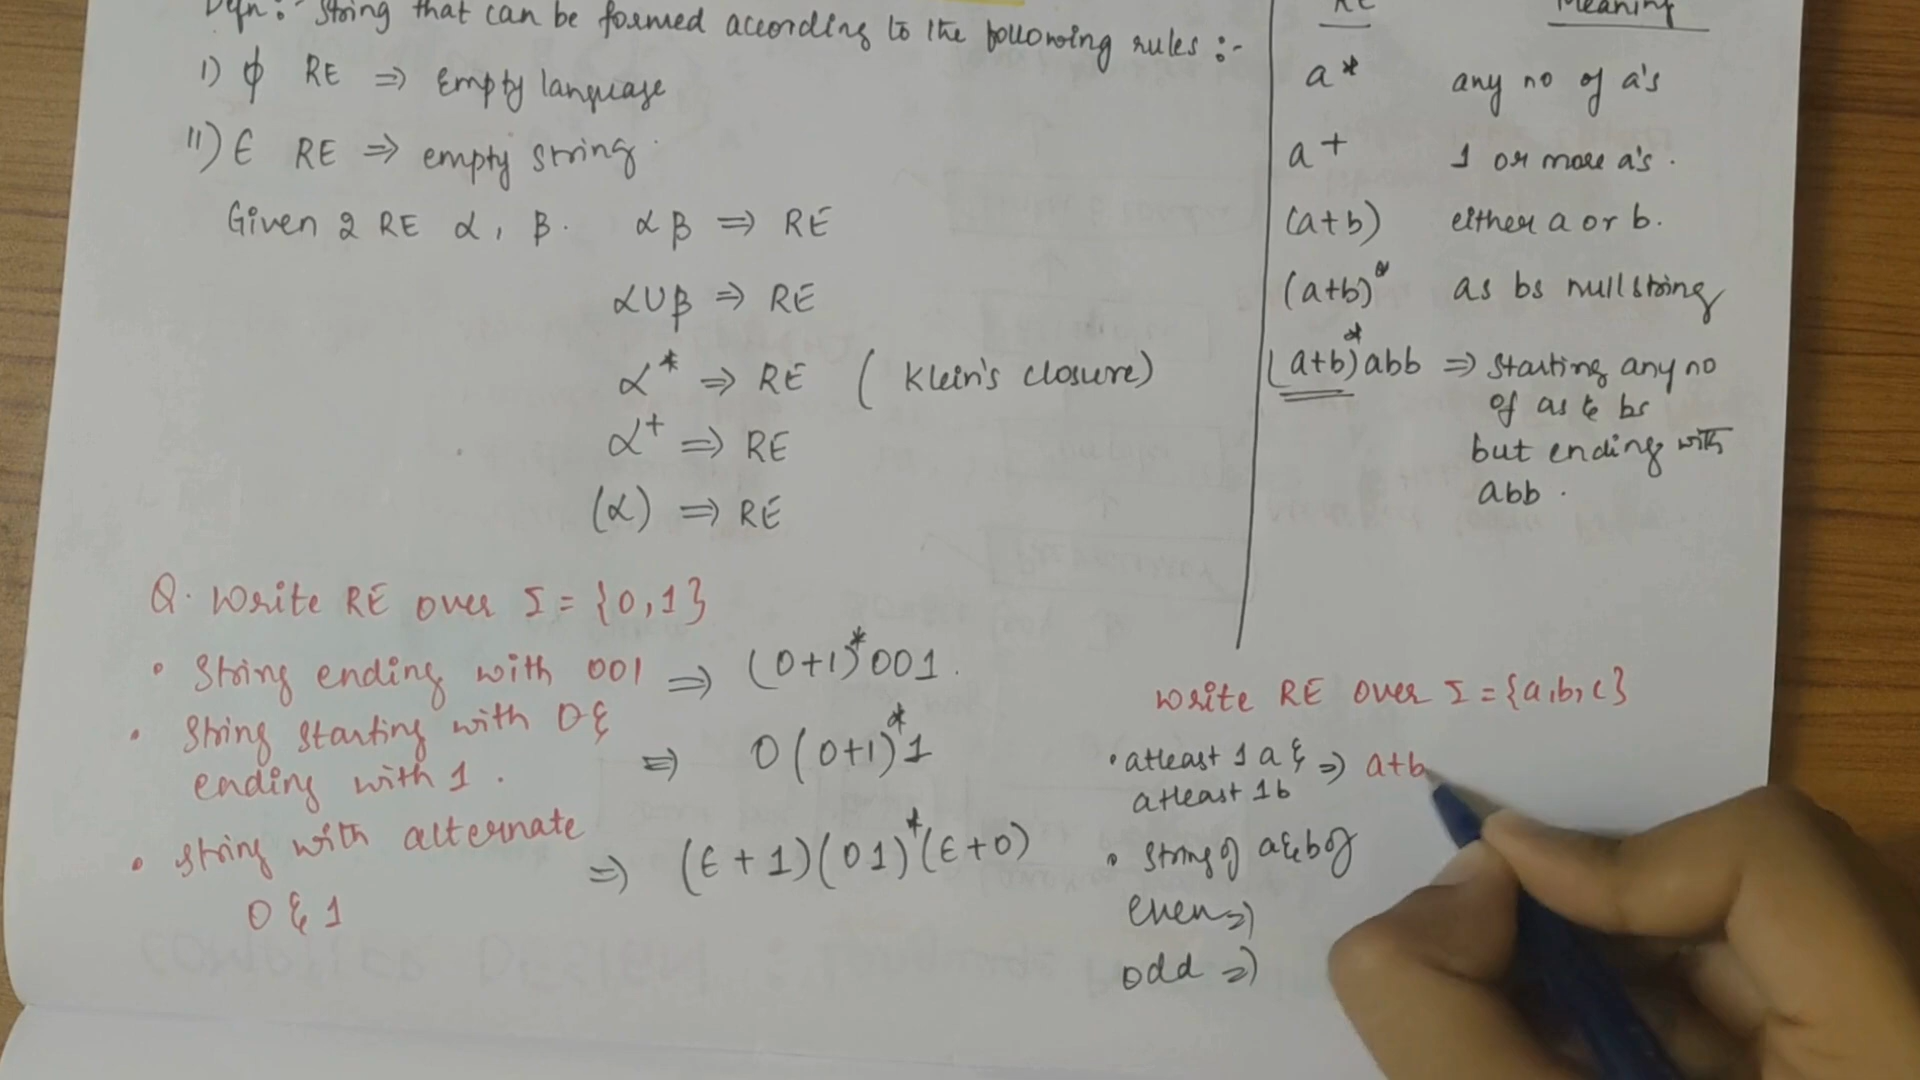 Defn: String that can be formed according to the following rules :-
i) ϕ RE ⇒ Empty language
ii) ϵ RE ⇒ empty string
Given 2 RE α, β. αβ ⇒ RE
α∪β ⇒ RE
α* ⇒ RE ( Klein's closure)
α+ ⇒ RE
(α) ⇒ RE
RE Meaning
a* any no of a's
a+ 1 or more a's.
(a+b) either a or b.
(a+b)* as bs null string
(a+b)*abb ⇒ starting any no
of as & bs
but ending with
abb.
Q. Write RE over Σ = {0,1}
• String ending with 001 ⇒ (0+1)*001.
• String starting with 0 &
ending with 1. ⇒ 0(0+1)*1
• String with alternate
0 & 1 ⇒ (ϵ+1)(01)*(ϵ+0)
Write RE over Σ = {a,b,c}
• atleast 1 a & ⇒ a+b
atleast 1b
• String of a&b of
even ⇒
odd ⇒